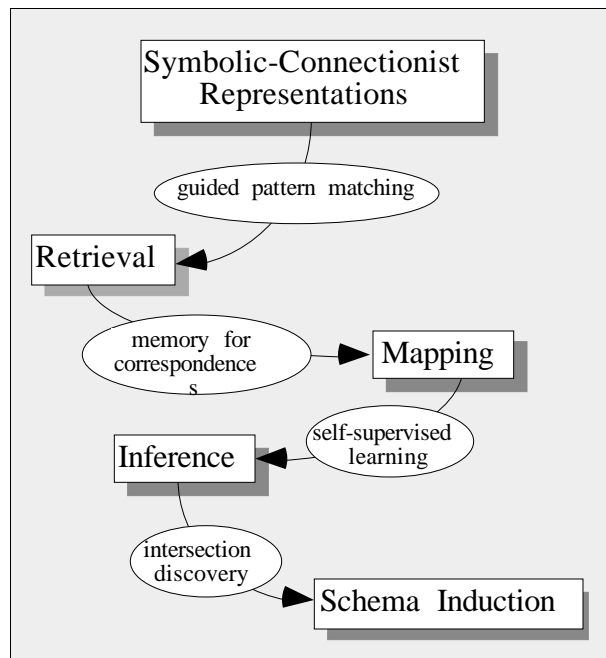 Symbolic-Connectionist
Representations
guided pattern matching
Retrieval
memory for
correspondence
s
Mapping
self-supervised
learning
Inference
intersection
discovery
Schema Induction